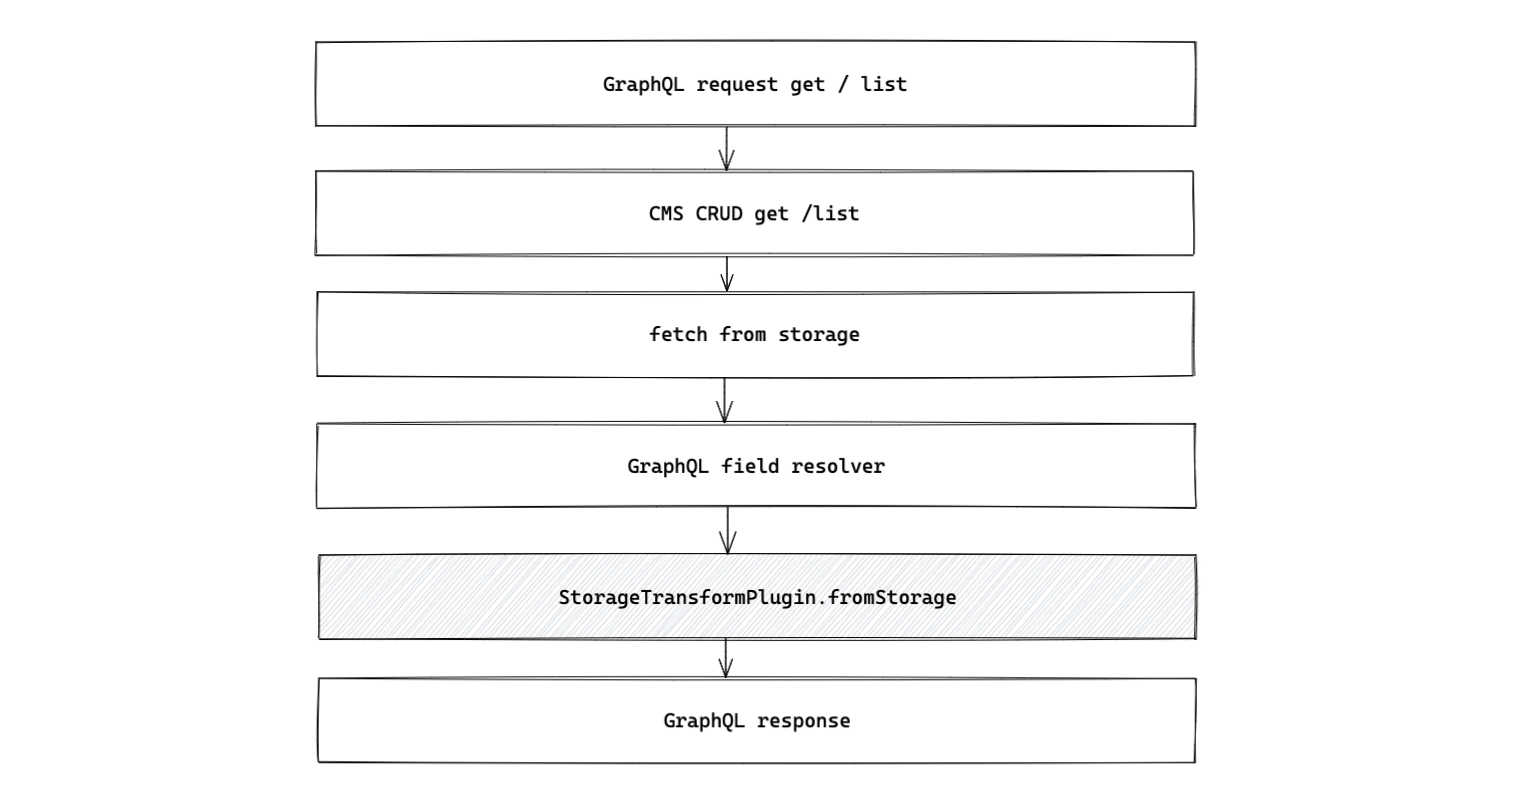 GraphQL request get / list
CMS CRUD get /list
fetch from storage
GraphQL field resolver
StorageTransformPlugin.fromStorage
GraphQL response